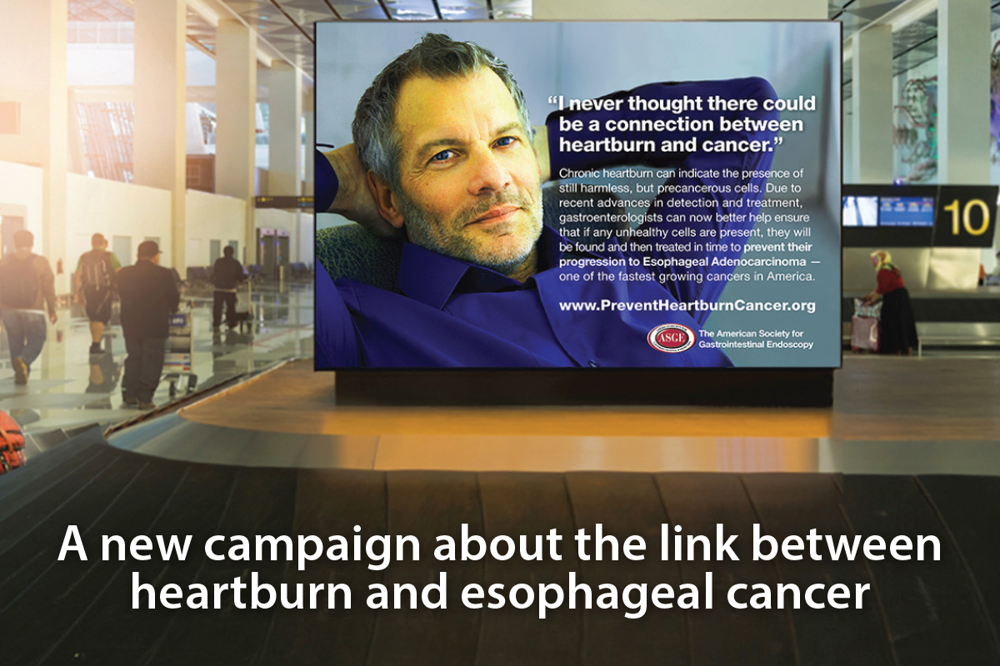 “I never thought there could
be a connection between
heartburn and cancer.”
Chronic heartburn can indicate the presence of
still harmless, but precancerous cells. Due to
recent advances in detection and treatment,
gastroenterologists can now better help ensure
that if any unhealthy cells are present, they will
be found and then treated in time to prevent their
progression to Esophageal Adenocarcinoma —
one of the fastest growing cancers in America.
www.PreventHeartburnCancer.org
ASGE
The American Society for
Gastrointestinal Endoscopy
10
A new campaign about the link between
heartburn and esophageal cancer